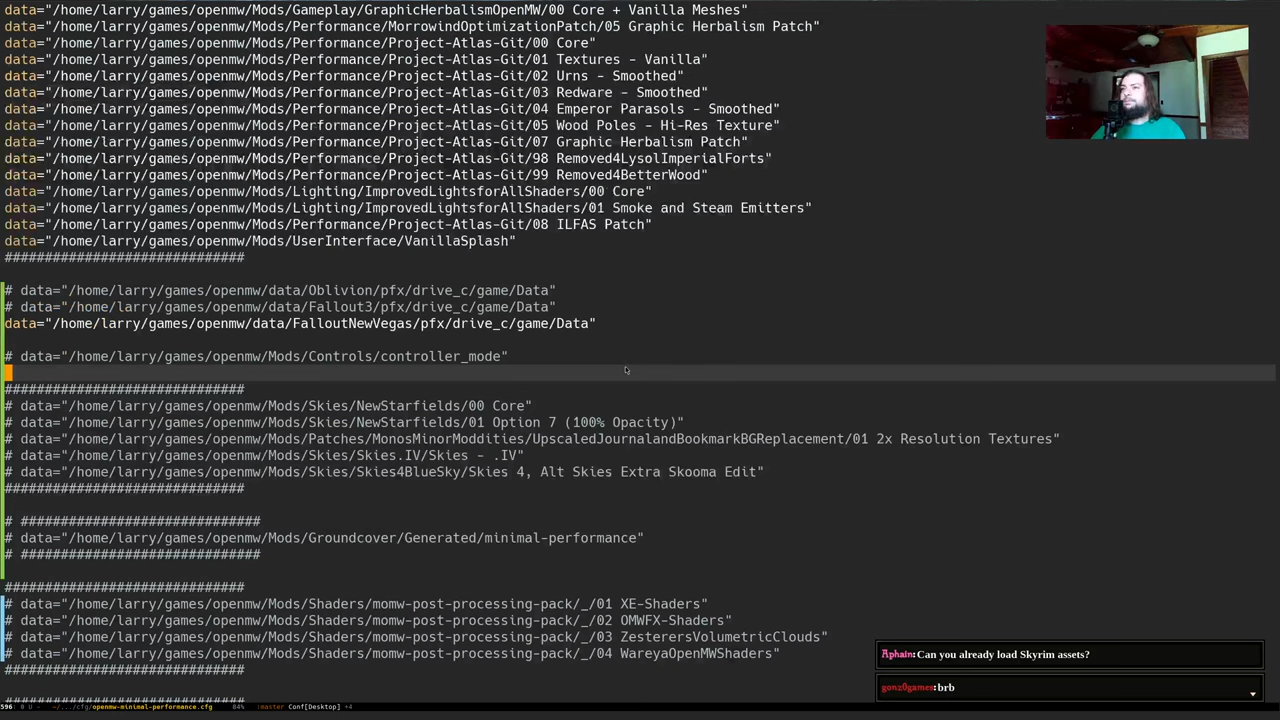 data="/home/larry/games/openmw/Mods/Gameplay/GraphicHerbalismOpenMW/00 Core + Vanilla Meshes"
data="/home/larry/games/openmw/Mods/Performance/MorrowindOptimizationPatch/05 Graphic Herbalism Patch"
data="/home/larry/games/openmw/Mods/Performance/Project-Atlas-Git/00 Core"
data="/home/larry/games/openmw/Mods/Performance/Project-Atlas-Git/01 Textures - Vanilla"
data="/home/larry/games/openmw/Mods/Performance/Project-Atlas-Git/02 Urns - Smoothed"
data="/home/larry/games/openmw/Mods/Performance/Project-Atlas-Git/03 Redware - Smoothed"
data="/home/larry/games/openmw/Mods/Performance/Project-Atlas-Git/04 Emperor Parasols - Smoothed"
data="/home/larry/games/openmw/Mods/Performance/Project-Atlas-Git/05 Wood Poles - Hi-Res Texture"
data="/home/larry/games/openmw/Mods/Performance/Project-Atlas-Git/07 Graphic Herbalism Patch"
data="/home/larry/games/openmw/Mods/Performance/Project-Atlas-Git/98 Removed4LysolImperialForts"
data="/home/larry/games/openmw/Mods/Performance/Project-Atlas-Git/99 Removed4BetterWood"
data="/home/larry/games/openmw/Mods/Lighting/ImprovedLightsforAllShaders/00 Core"
data="/home/larry/games/openmw/Mods/Lighting/ImprovedLightsforAllShaders/01 Smoke and Steam Emitters"
data="/home/larry/games/openmw/Mods/Performance/Project-Atlas-Git/08 ILFAS Patch"
data="/home/larry/games/openmw/Mods/UserInterface/VanillaSplash"
##############################
# data="/home/larry/games/openmw/data/Oblivion/pfx/drive_c/game/Data"
# data="/home/larry/games/openmw/data/Fallout3/pfx/drive_c/game/Data"
data="/home/larry/games/openmw/data/FalloutNewVegas/pfx/drive_c/game/Data"
# data="/home/larry/games/openmw/Mods/Controls/controller_mode"
##############################
# data="/home/larry/games/openmw/Mods/Skies/NewStarfields/00 Core"
# data="/home/larry/games/openmw/Mods/Skies/NewStarfields/01 Option 7 (100% Opacity)"
# data="/home/larry/games/openmw/Mods/Patches/MonosMinorModdities/UpscaledJournalandBookmarkBGReplacement/01 2x Resolution Textures"
# data="/home/larry/games/openmw/Mods/Skies/Skies.IV/Skies - .IV"
# data="/home/larry/games/openmw/Mods/Skies/Skies4BlueSky/Skies 4, Alt Skies Extra Skooma Edit"
##############################
# ##############################
# data="/home/larry/games/openmw/Mods/Groundcover/Generated/minimal-performance"
# ##############################
##############################
# data="/home/larry/games/openmw/Mods/Shaders/momw-post-processing-pack/_/01 XE-Shaders"
# data="/home/larry/games/openmw/Mods/Shaders/momw-post-processing-pack/_/02 OMWFX-Shaders"
# data="/home/larry/games/openmw/Mods/Shaders/momw-post-processing-pack/_/03 ZesterersVolumetricClouds"
# data="/home/larry/games/openmw/Mods/Shaders/momw-post-processing-pack/_/04 WareyaOpenMWShaders"
##############################
##############################
Aphain: Can you already load Skyrim assets?
gonz0games: brb
596: 0 U - ~/.../cfg/openmw-minimal-performance.cfg 84% :master Conf[Desktop] +4